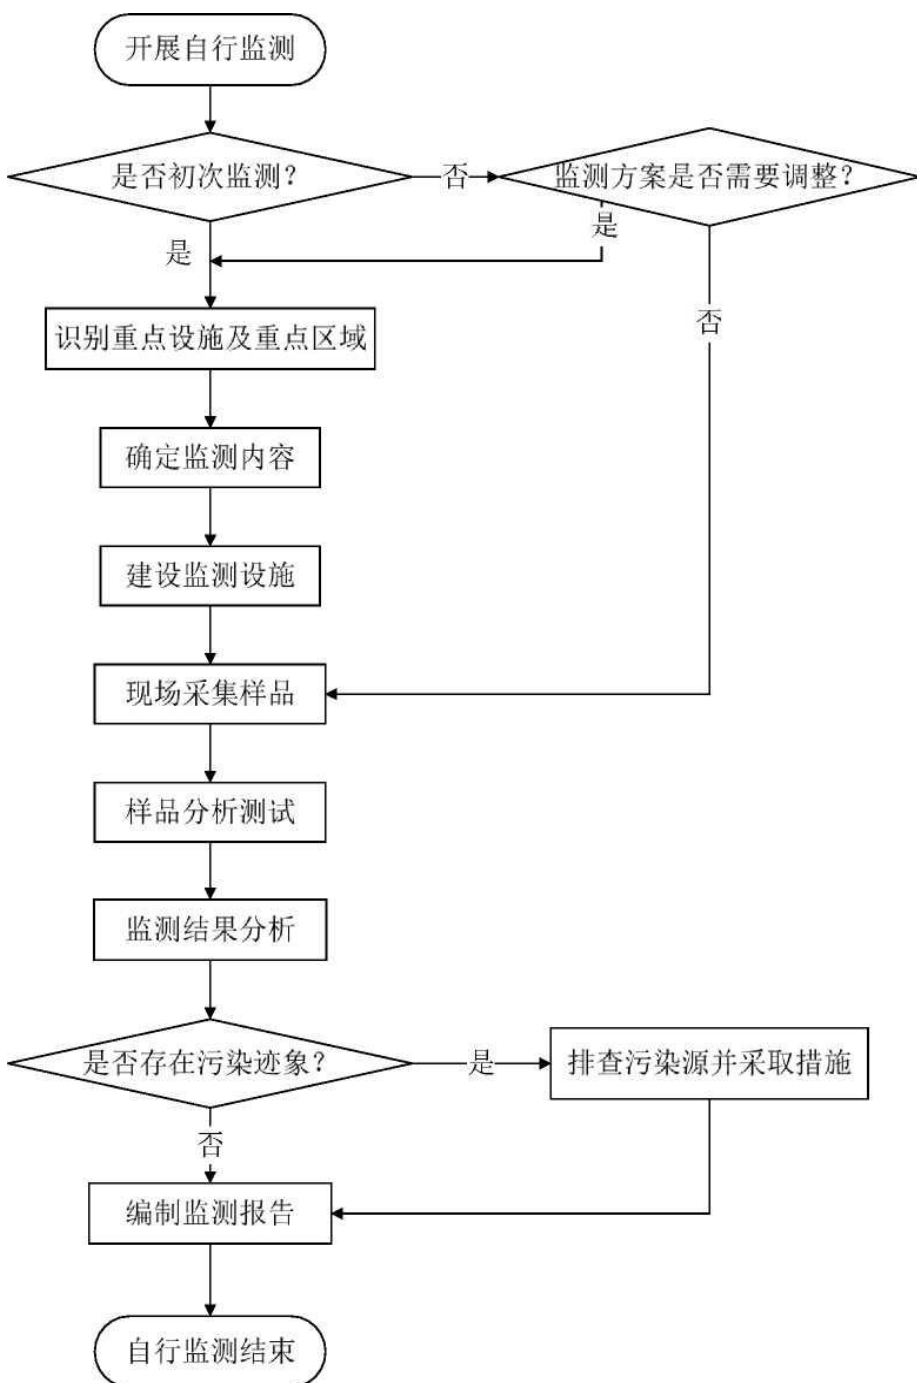 开展自行监测
是否初次监测？
否
监测方案是否需要调整？
是
是
识别重点设施及重点区域
否
确定监测内容
建设监测设施
现场采集样品
样品分析测试
监测结果分析
是否存在污染迹象？
是
排查污染源并采取措施
否
编制监测报告
自行监测结束